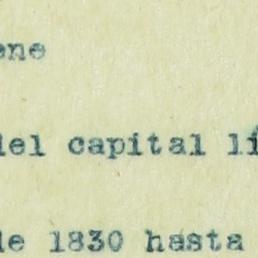 ene
del capital lí
de 1830 hasta